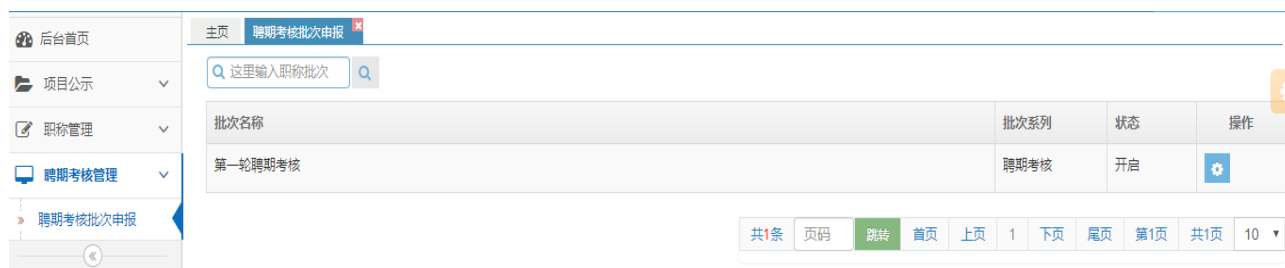 后台首页
项目公示
职称管理
聘期考核管理
聘期考核批次申报
主页 聘期考核批次申报
这里输入职称批次
批次名称 批次系列 状态 操作
第一轮聘期考核 聘期考核 开启
共1条 页码 跳转 首页 上页 1 下页 尾页 第1页 共1页 10